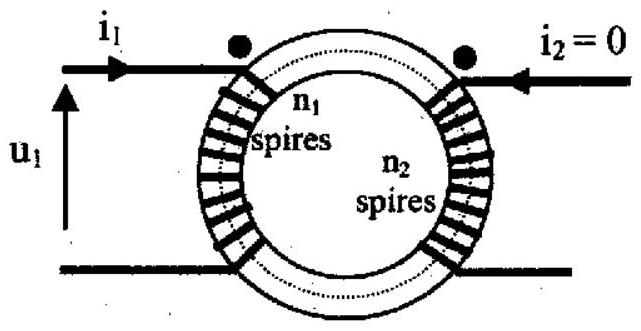 i₁
i₂ = 0
n₁
spires
u₁
n₂
spires